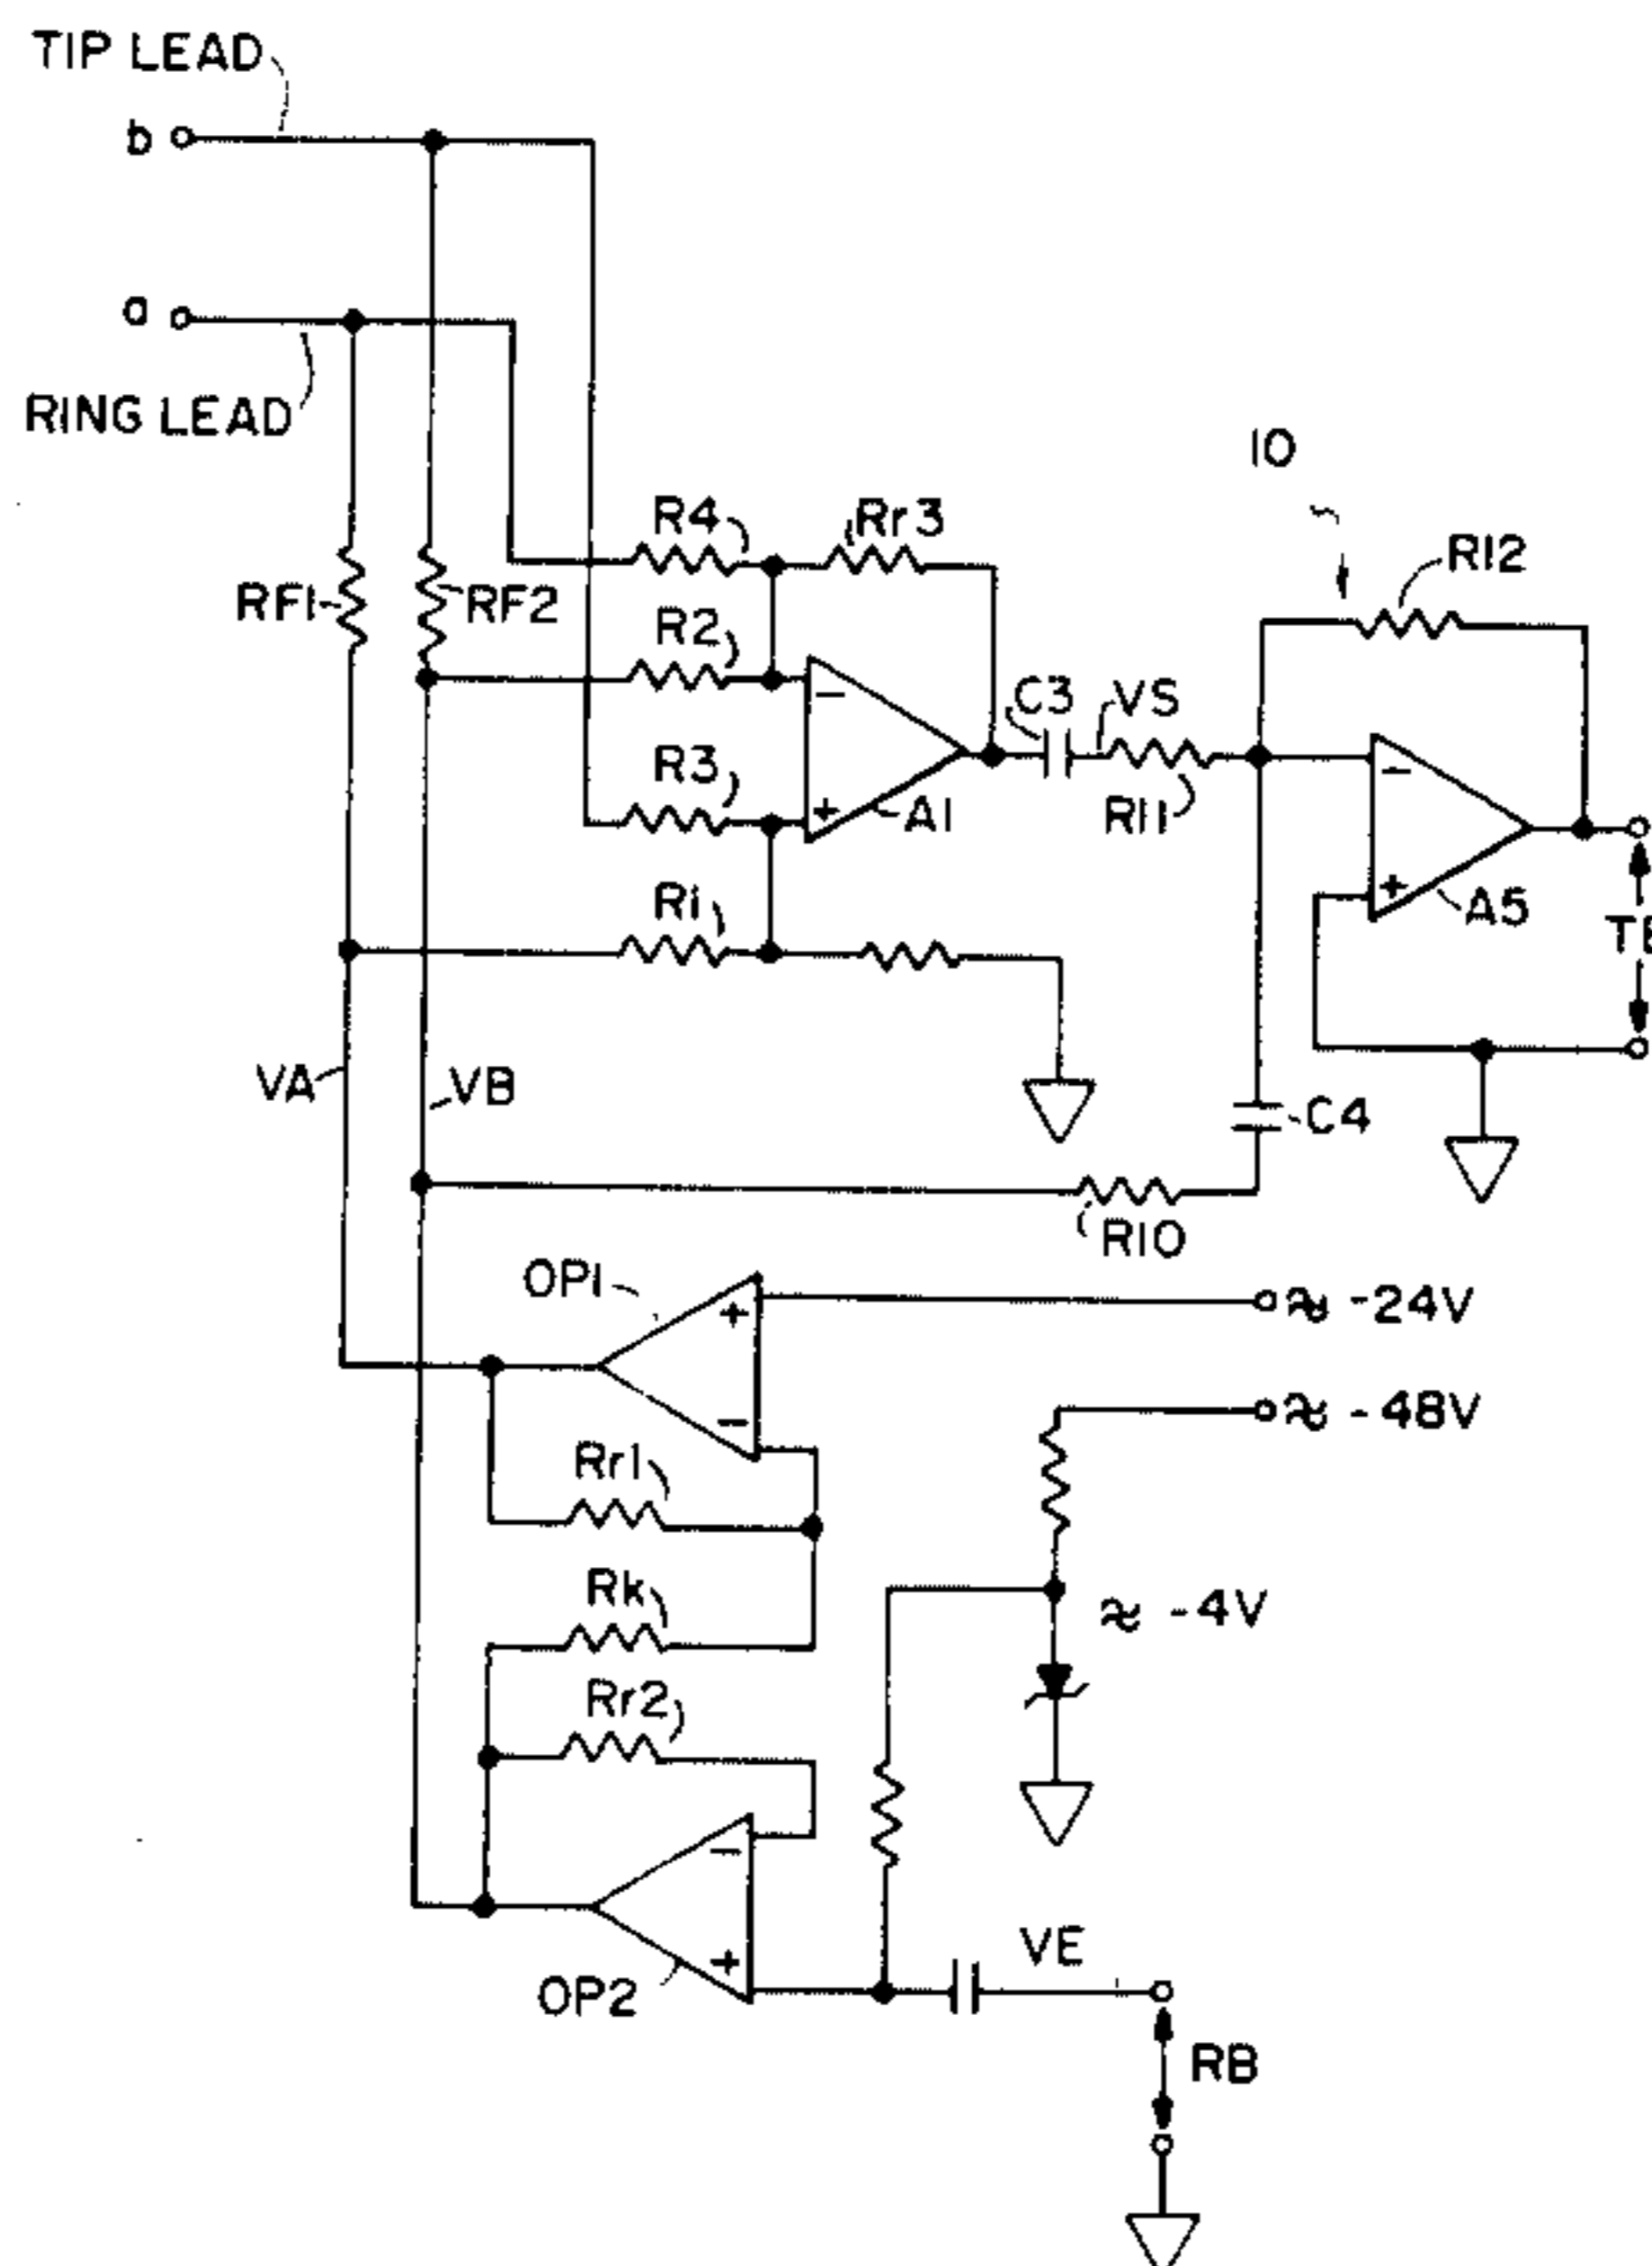 TIP LEAD
b
a
RING LEAD
10
R4
Rr3
R12
RF1
RF2
R2
C3
VS
-
-
R3
+
A1
R11
R1
+
A5
VA
VB
C4
R10
OP1
+
≈ -24V
-
≈ -48V
Rr1
Rk
≈ -4V
Rr2
-
VE
+
OP2
RB